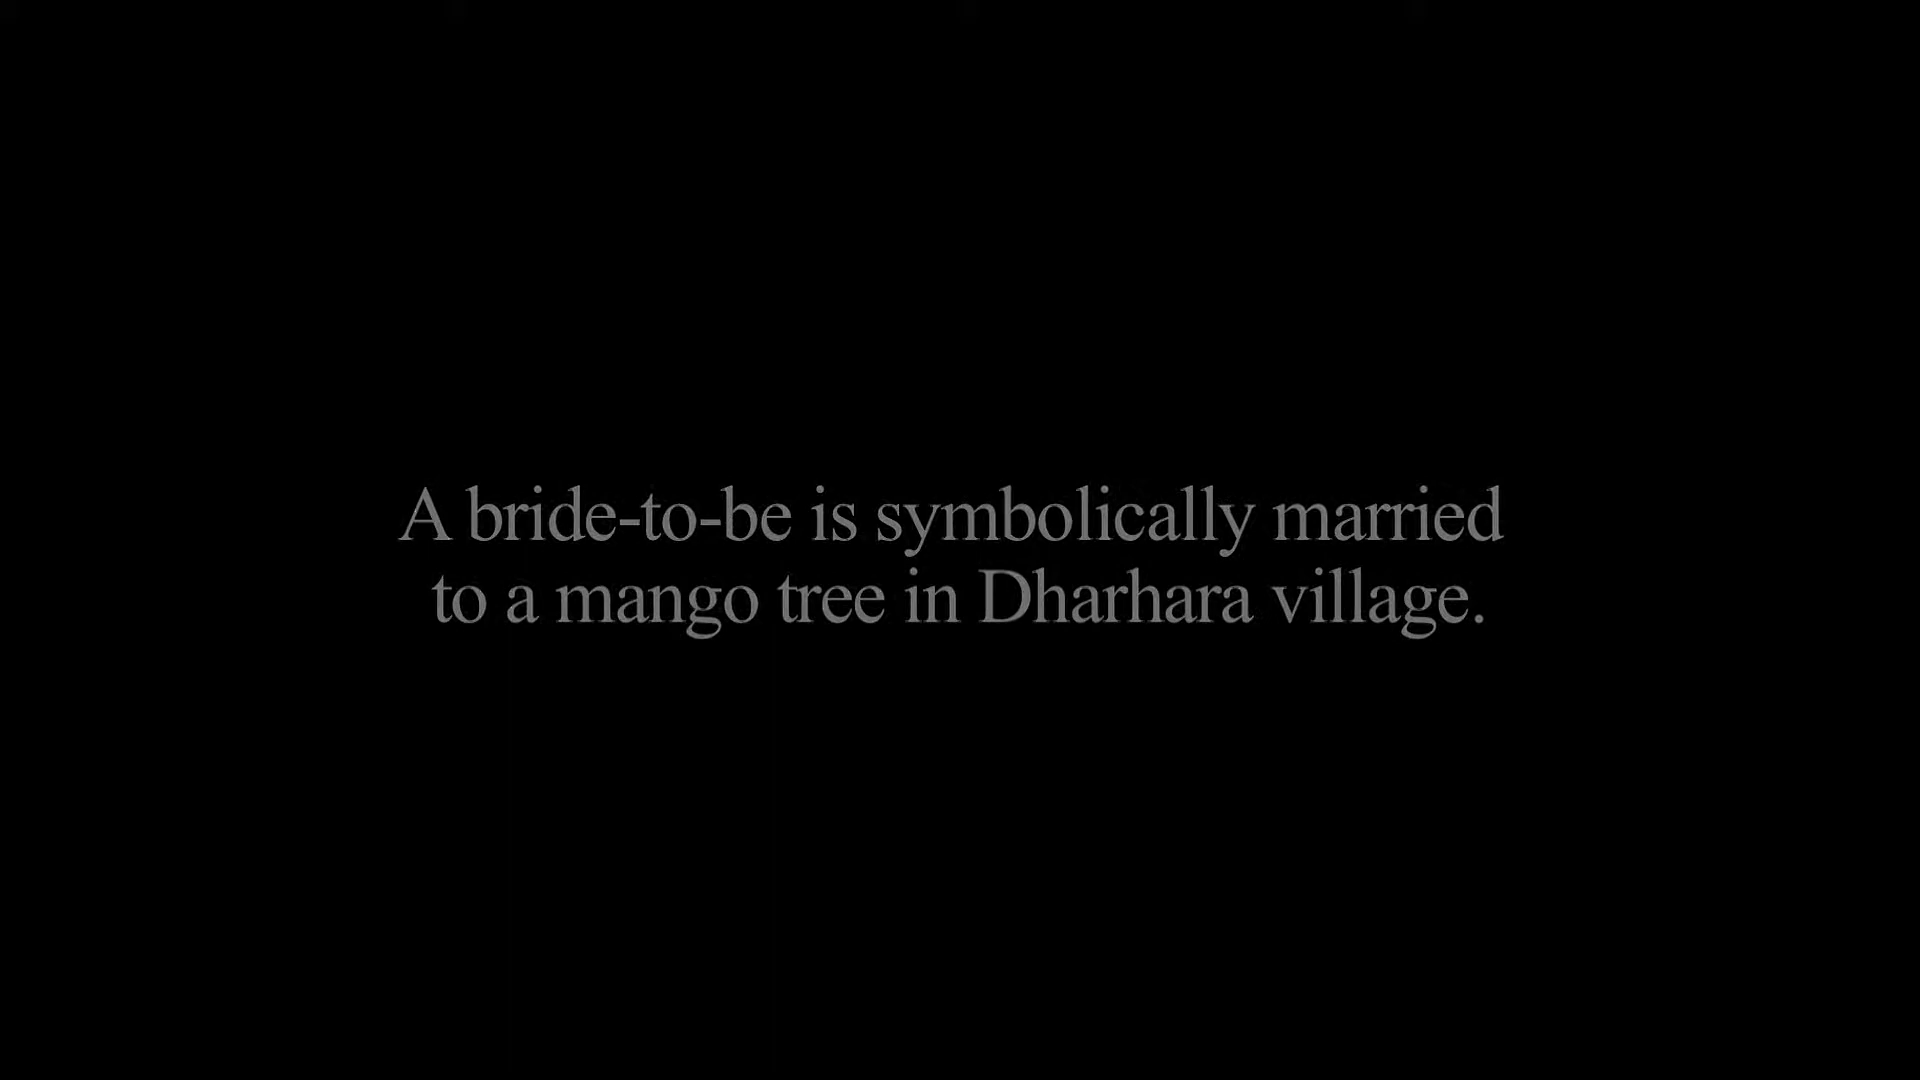 A bride-to-be is symbolically married
to a mango tree in Dharhara village.